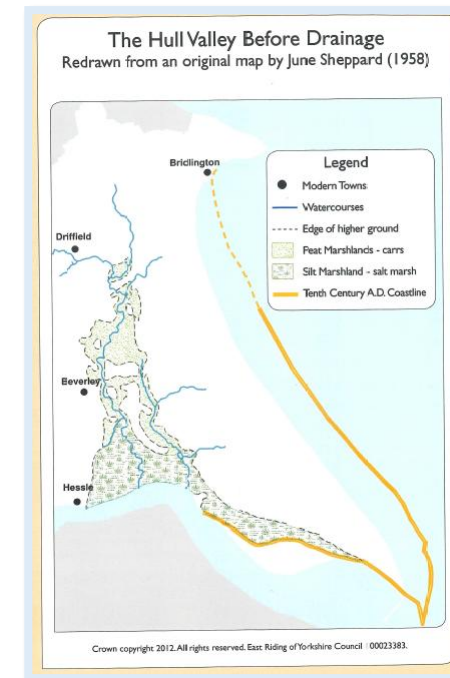 The Hull Valley Before Drainage
Redrawn from an original map by June Sheppard (1958)
Bridlington
Legend
Modern Towns
Watercourses
Edge of higher ground
Peat Marshlands - carrs
Silt Marshland - salt marsh
Tenth Century A.D. Coastline
Driffield
Beverley
Hessle
Crown copyright 2012. All rights reserved. East Riding of Yorkshire Council 100023383.